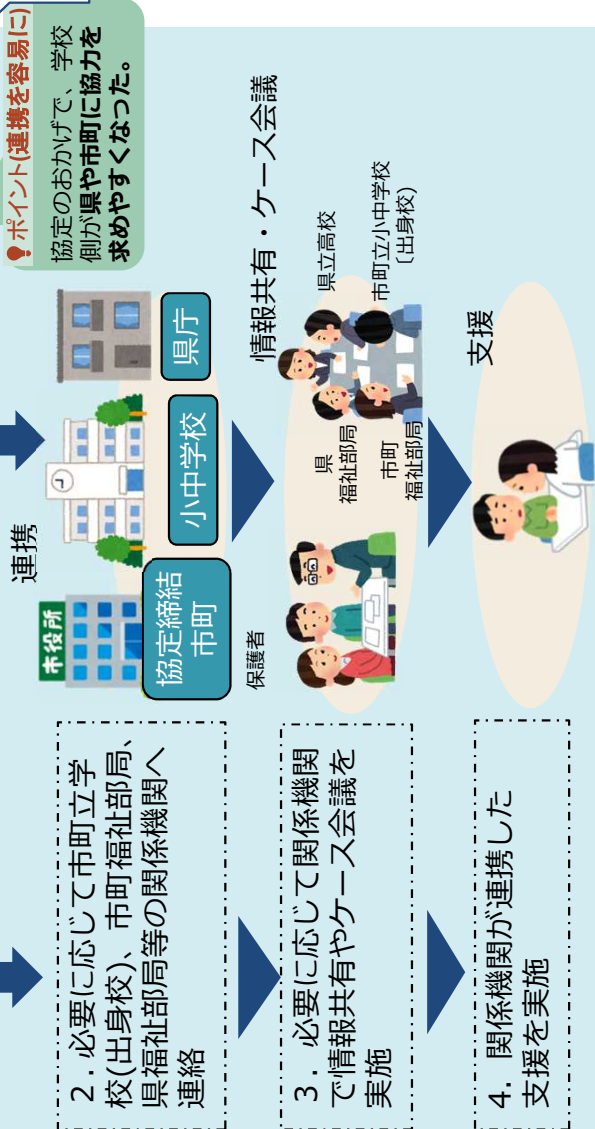 2．必要に応じて市町立学
校(出身校)、市町福祉部局、
県福祉部局等の関係機関へ
連絡
連携
市役所
協定締結
市町
小中学校
県庁
ポイント(連携を容易に)
協定のおかげで、学校
側が県や市町に協力を
求めやすくなった。
3．必要に応じて関係機関
で情報共有やケース会議を
実施
保護者
情報共有・ケース会議
県
福祉部局
市町
福祉部局
県立高校
市町立小中学校
〔出身校〕
4．関係機関が連携した
支援を実施
支援